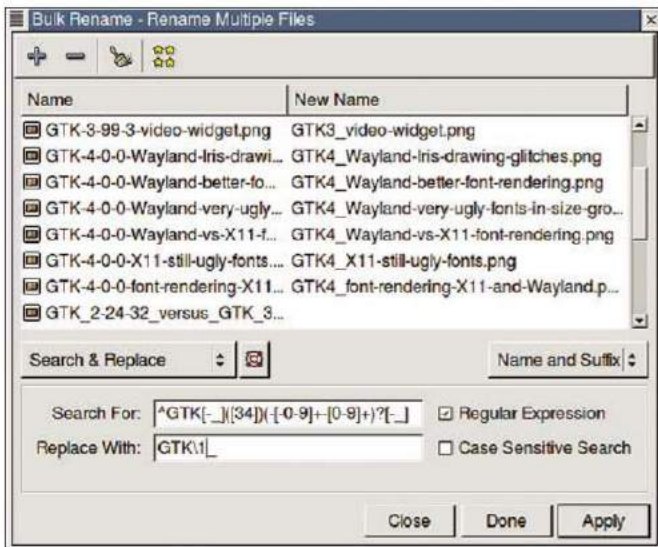 Bulk Rename - Rename Multiple Files
Name New Name
GTK-3-99-3-video-widget.png GTK3_video-widget.png
GTK-4-0-0-Wayland-Iris-drawi... GTK4_Wayland-Iris-drawing-glitches.png
GTK-4-0-0-Wayland-better-fo... GTK4_Wayland-better-font-rendering.png
GTK-4-0-0-Wayland-very-ugly... GTK4_Wayland-very-ugly-fonts-in-size-gro...
GTK-4-0-0-Wayland-vs-X11-f... GTK4_Wayland-vs-X11-font-rendering.png
GTK-4-0-0-X11-still-ugly-fonts.... GTK4_X11-still-ugly-fonts.png
GTK-4-0-0-font-rendering-X11... GTK4_font-rendering-X11-and-Wayland.p...
GTK_2-24-32_versus_GTK_3...
Search & Replace Name and Suffix
Search For: ^GTK[-_]([34])(-[-0-9]+-[0-9]+)?[-_] Regular Expression
Replace With: GTK\1_ Case Sensitive Search
Close Done Apply